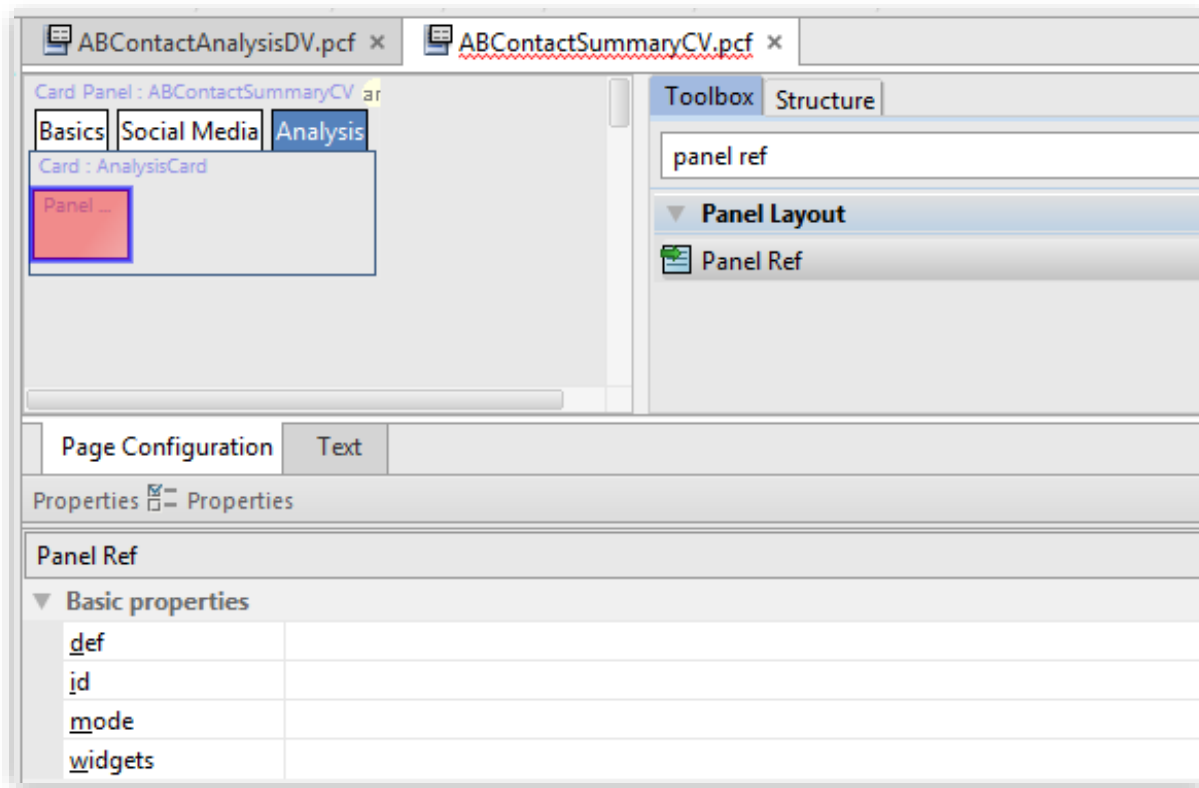 ABContactAnalysisDV.pcf ×
ABContactSummaryCV.pcf ×
Card Panel : ABContactSummaryCV ar
Basics Social Media Analysis
Card : AnalysisCard
Panel ...
Toolbox Structure
panel ref
Panel Layout
Panel Ref
Page Configuration Text
Properties Properties
Panel Ref
Basic properties
def
id
mode
widgets